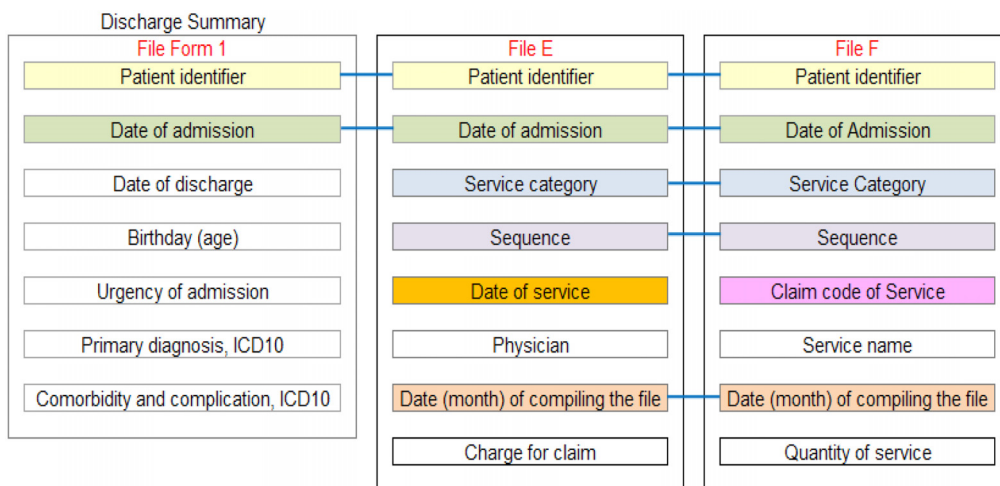 Discharge Summary
File Form 1
Patient identifier
Date of admission
Date of discharge
Birthday (age)
Urgency of admission
Primary diagnosis, ICD10
Comorbidity and complication, ICD10
File E
Patient identifier
Date of admission
Service category
Sequence
Date of service
Physician
Date (month) of compiling the file
Charge for claim
File F
Patient identifier
Date of Admission
Service Category
Sequence
Claim code of Service
Service name
Date (month) of compiling the file
Quantity of service